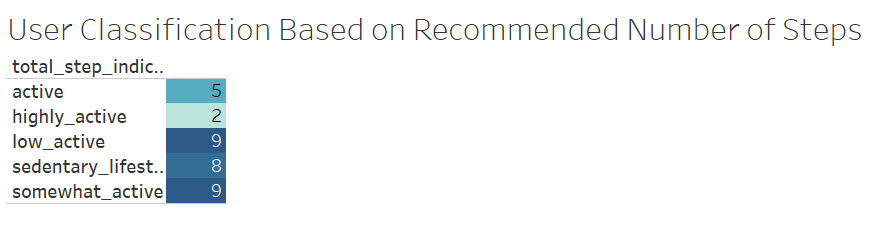 User Classification Based on Recommended Number of Steps
total_step_indic..
active 5
highly_active 2
low_active 9
sedentary_lifest.. 8
somewhat_active 9